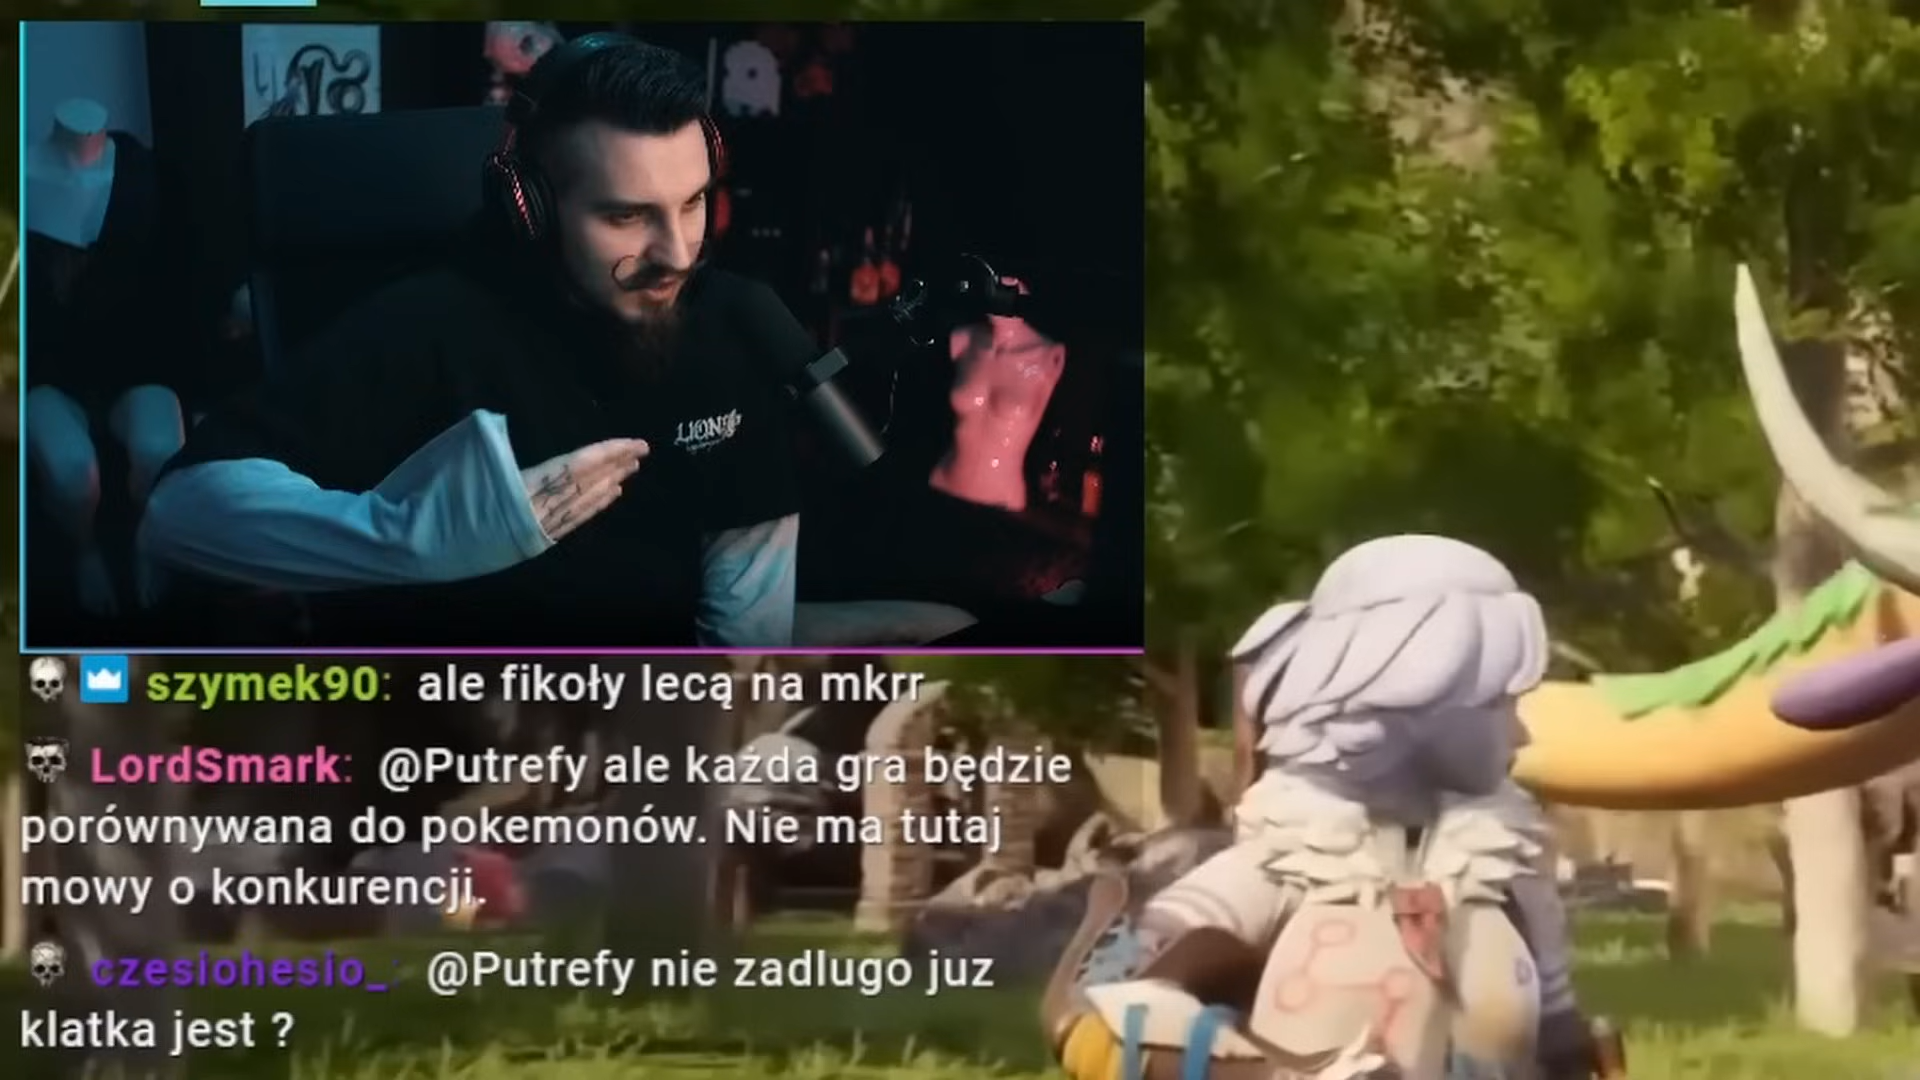 LIONS
szymek90: ale fikoły lecą na mkrr
LordSmark: @Putrefy ale każda gra będzie
porównywana do pokemonów. Nie ma tutaj
mowy o konkurencji.
czesiohesio_: @Putrefy nie zadlugo juz
klatka jest ?